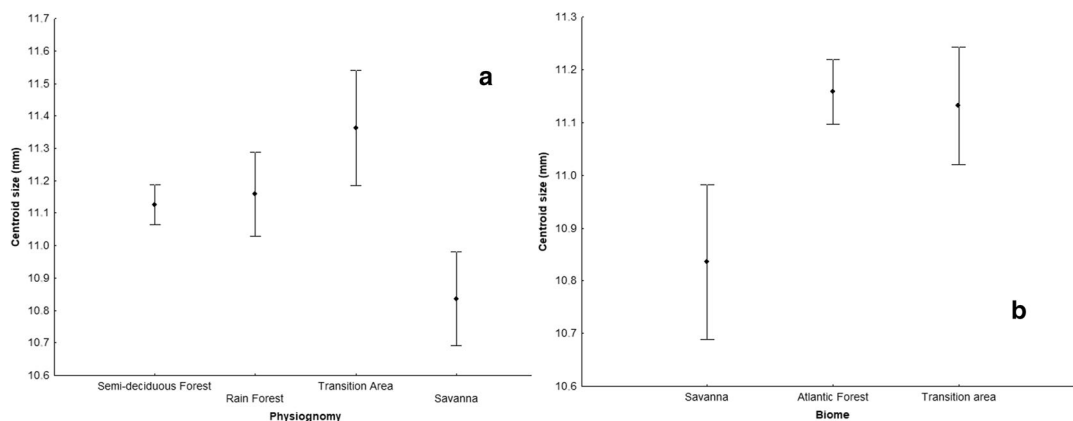 a
11.7
11.6
11.5
11.4
11.3
11.2
11.1
11.0
10.9
10.8
10.7
10.6
Centroid size (mm)
Semi-deciduous Forest
Rain Forest
Transition Area
Savanna
Physiognomy
b
11.3
11.2
11.1
11.0
10.9
10.8
10.7
10.6
Centroid size (mm)
Savanna
Atlantic Forest
Transition area
Biome